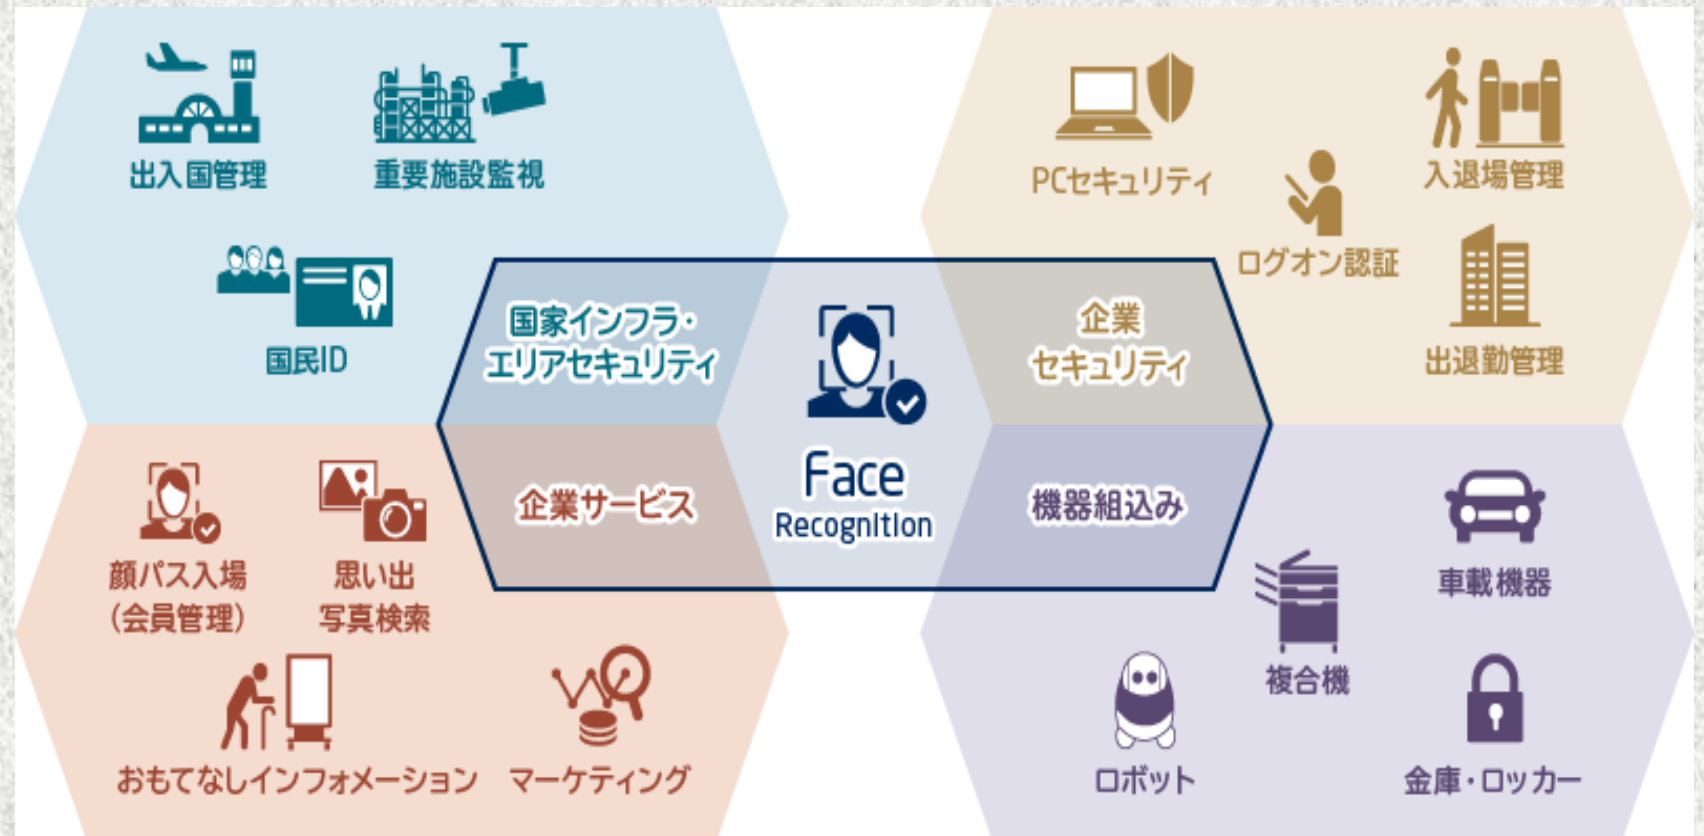 出入国管理
重要施設監視
国民ID
国家インフラ・
エリアセキュリティ
PCセキュリティ
入退場管理
ログオン認証
出退勤管理
企業
セキュリティ
Face
Recognition
企業サービス
顔パス入場
（会員管理）
思い出
写真検索
おもてなしインフォメーション
マーケティング
機器組込み
車載機器
複合機
ロボット
金庫・ロッカー